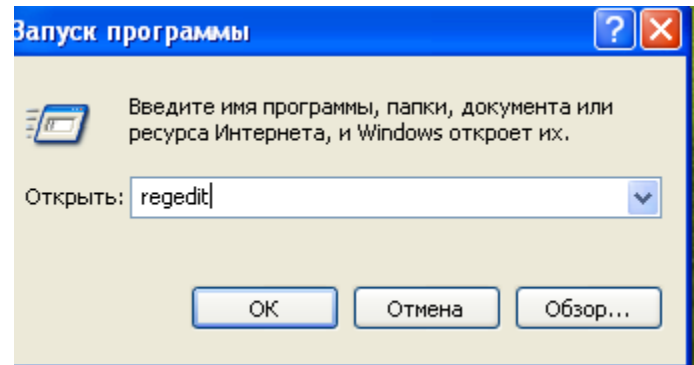 Запуск программы
Введите имя программы, папки, документа или
ресурса Интернета, и Windows откроет их.
Открыть: regedit
ОК Отмена Обзор...